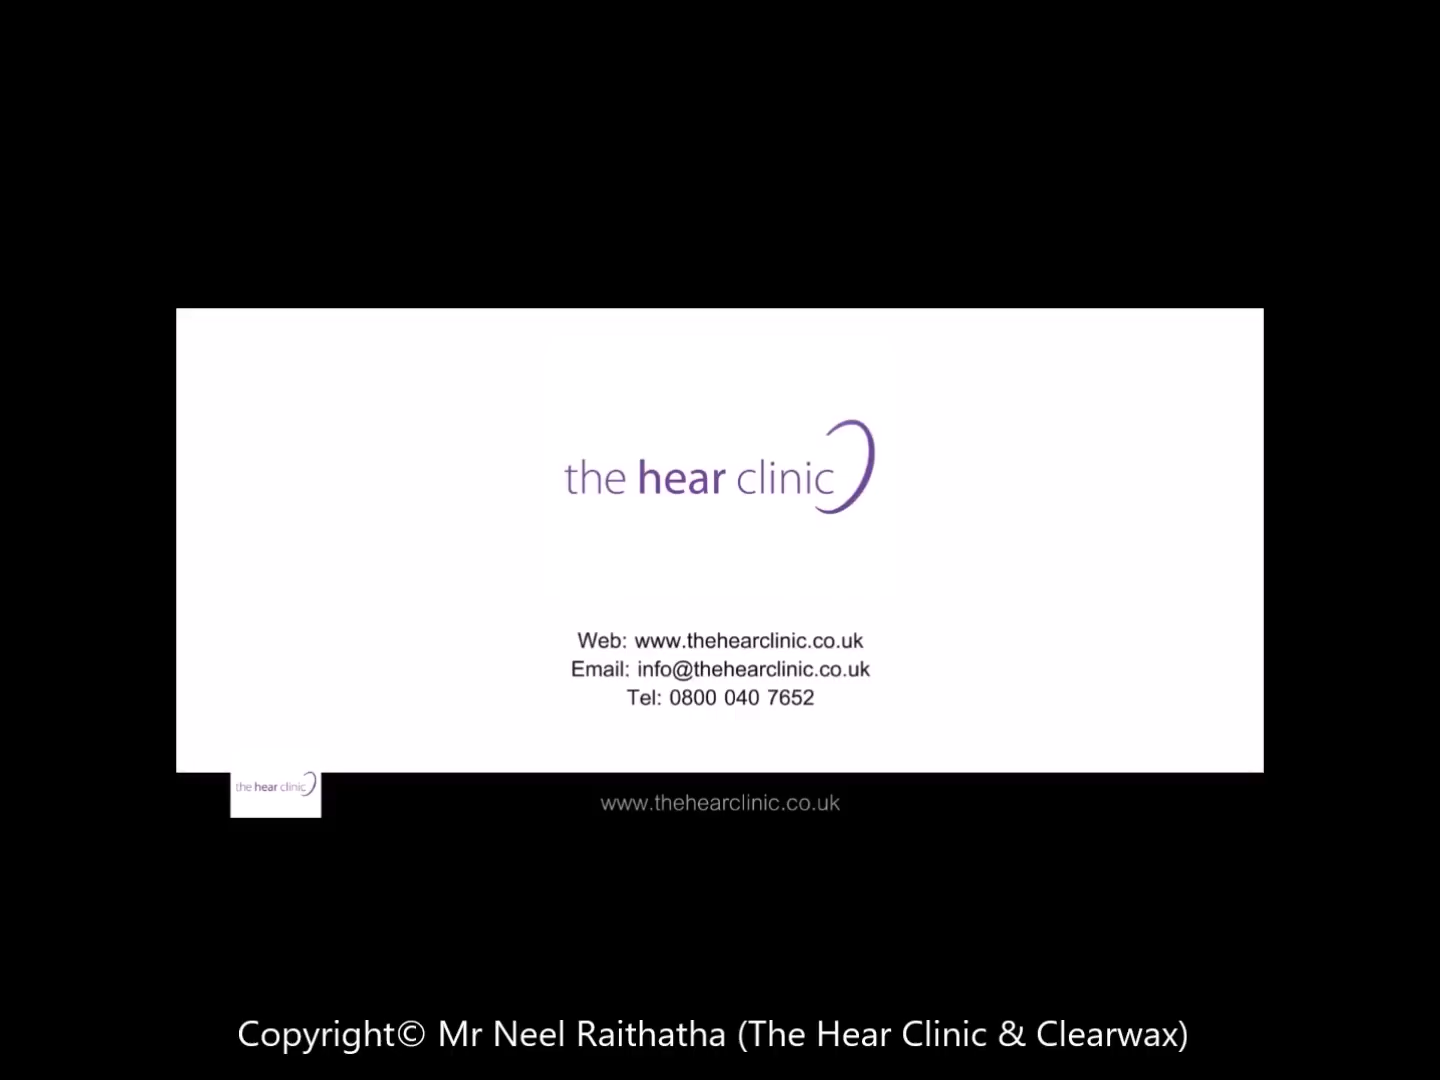 the hear clinic
Web: www.thehearclinic.co.uk
Email: info@thehearclinic.co.uk
Tel: 0800 040 7652
the hear clinic
www.thehearclinic.co.uk
Copyright© Mr Neel Raithatha (The Hear Clinic & Clearwax)